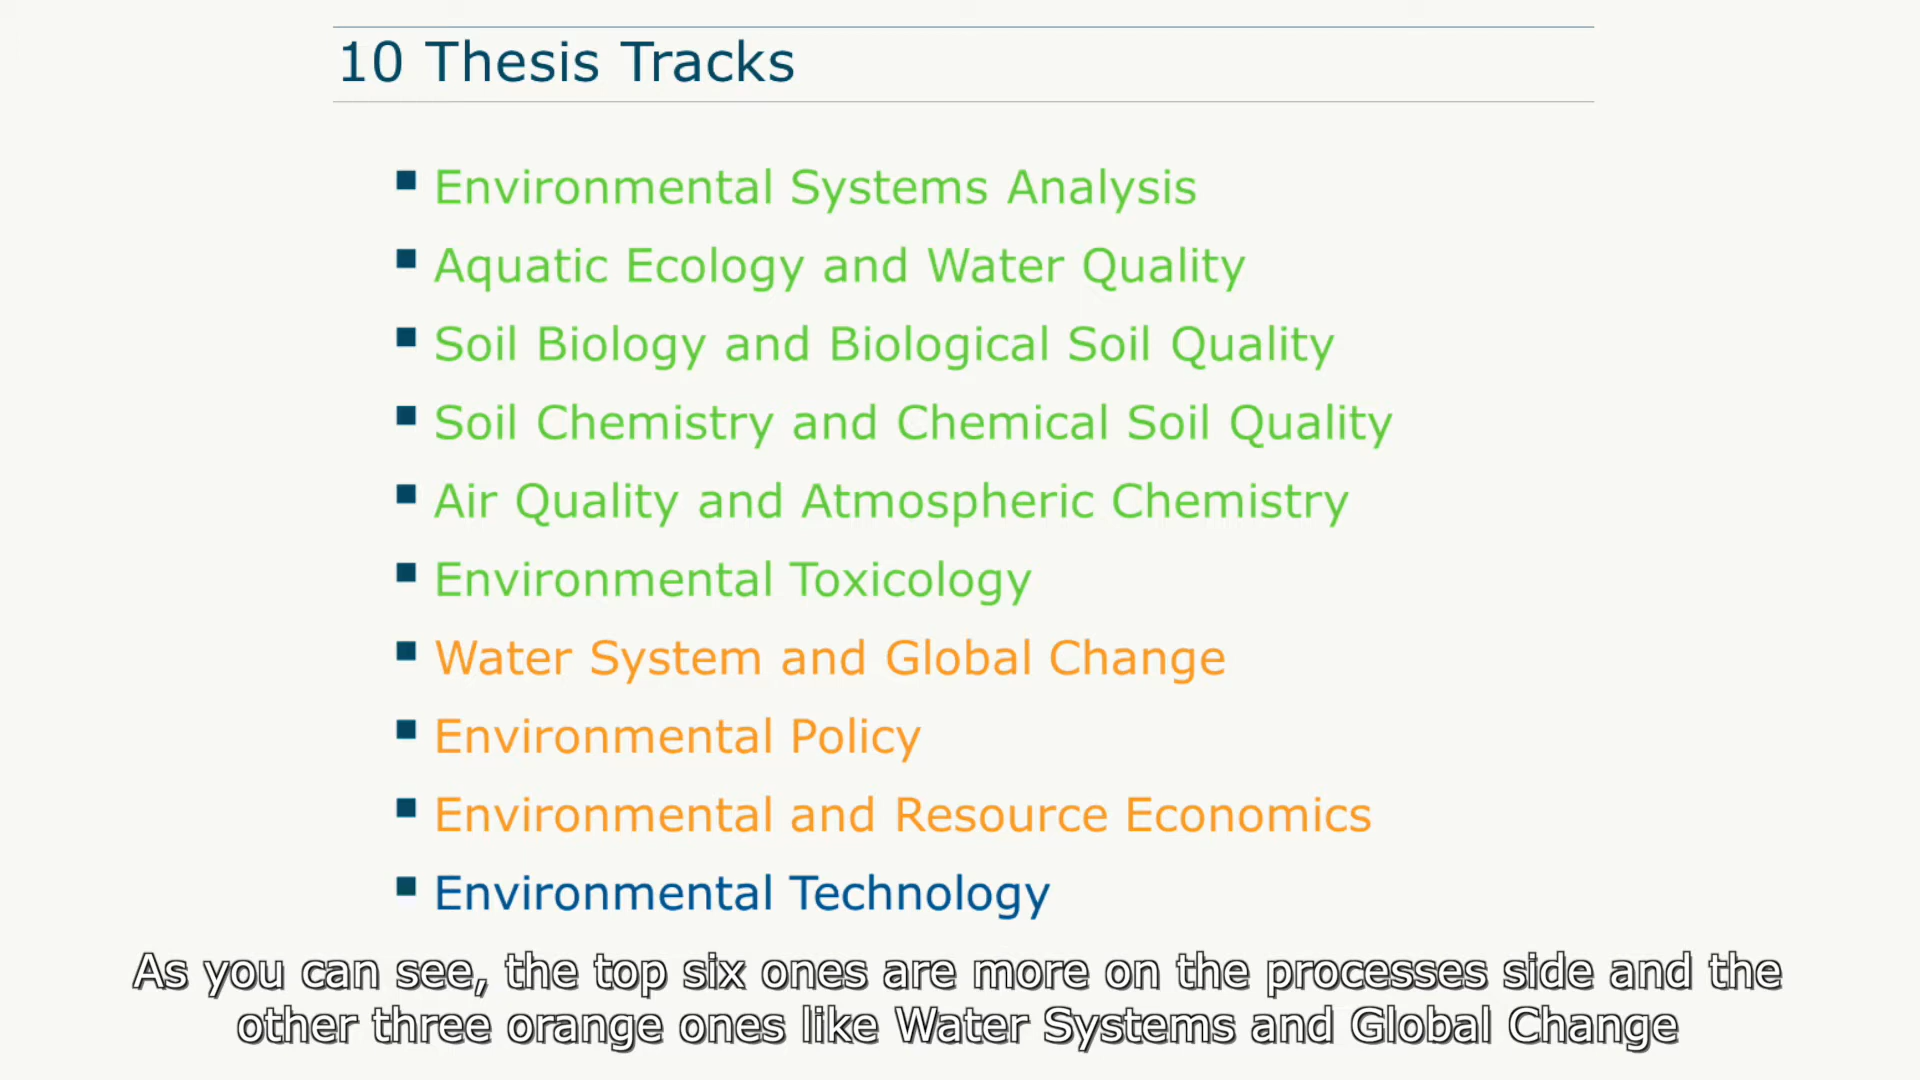 10 Thesis Tracks
Environmental Systems Analysis
Aquatic Ecology and Water Quality
Soil Biology and Biological Soil Quality
Soil Chemistry and Chemical Soil Quality
Air Quality and Atmospheric Chemistry
Environmental Toxicology
Water System and Global Change
Environmental Policy
Environmental and Resource Economics
Environmental Technology
As you can see, the top six ones are more on the processes side and the
other three orange ones like Water Systems and Global Change